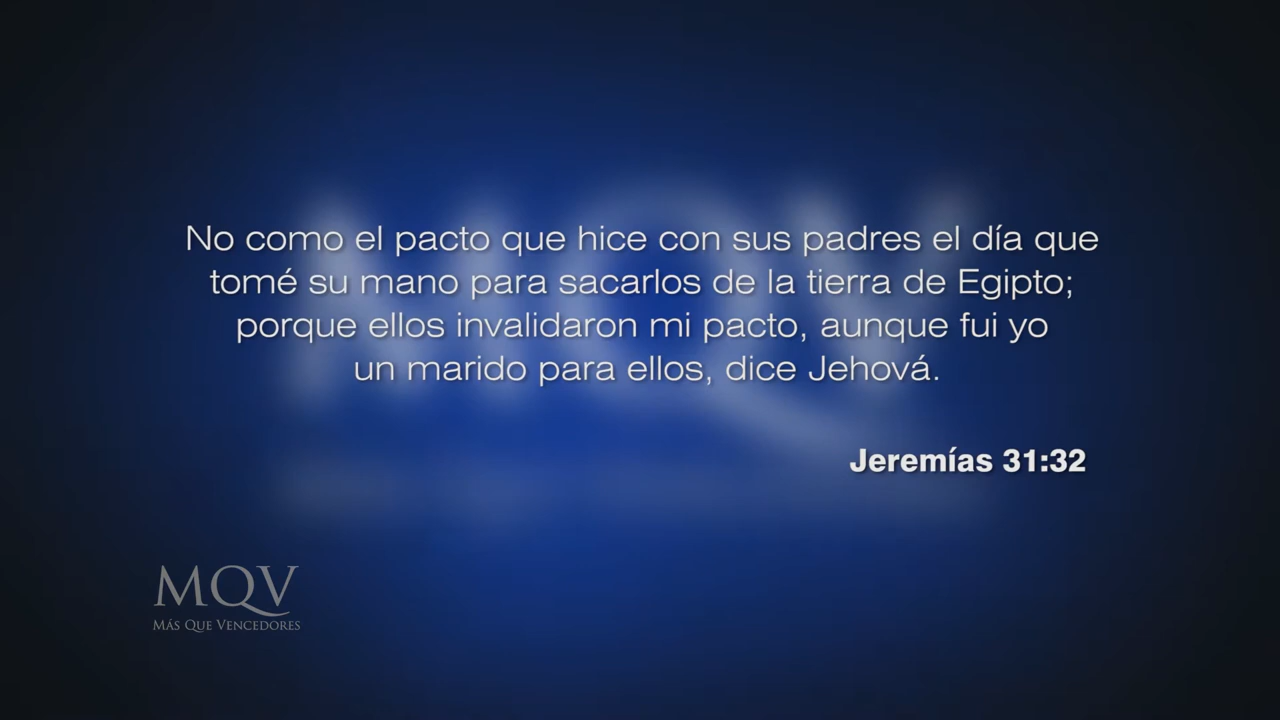 No como el pacto que hice con sus padres el día que
tomé su mano para sacarlos de la tierra de Egipto;
porque ellos invalidaron mi pacto, aunque fui yo
un marido para ellos, dice Jehová.
Jeremías 31:32
MQV
MÁS QUE VENCEDORES